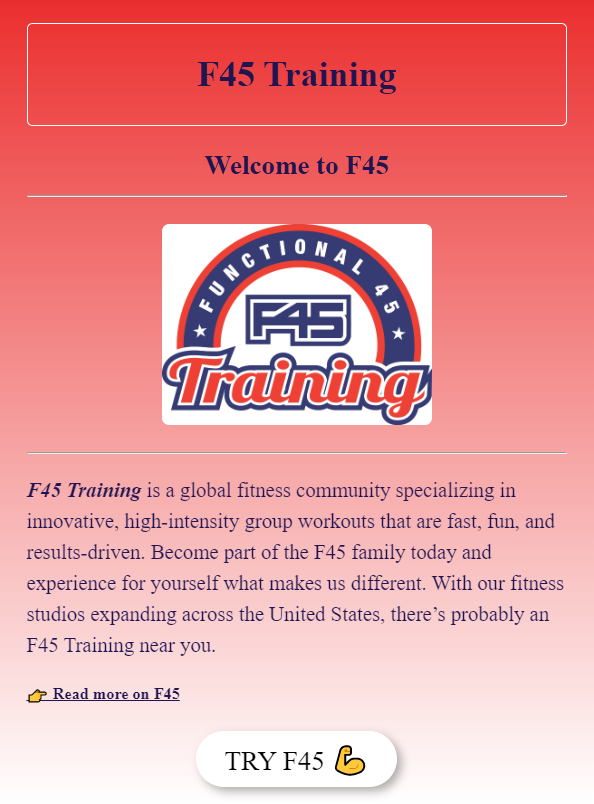 F45 Training
Welcome to F45
FUNCTIONAL 45
F45
Training
F45 Training is a global fitness community specializing in
innovative, high-intensity group workouts that are fast, fun, and
results-driven. Become part of the F45 family today and
experience for yourself what makes us different. With our fitness
studios expanding across the United States, there’s probably an
F45 Training near you.
👉 Read more on F45
TRY F45 💪